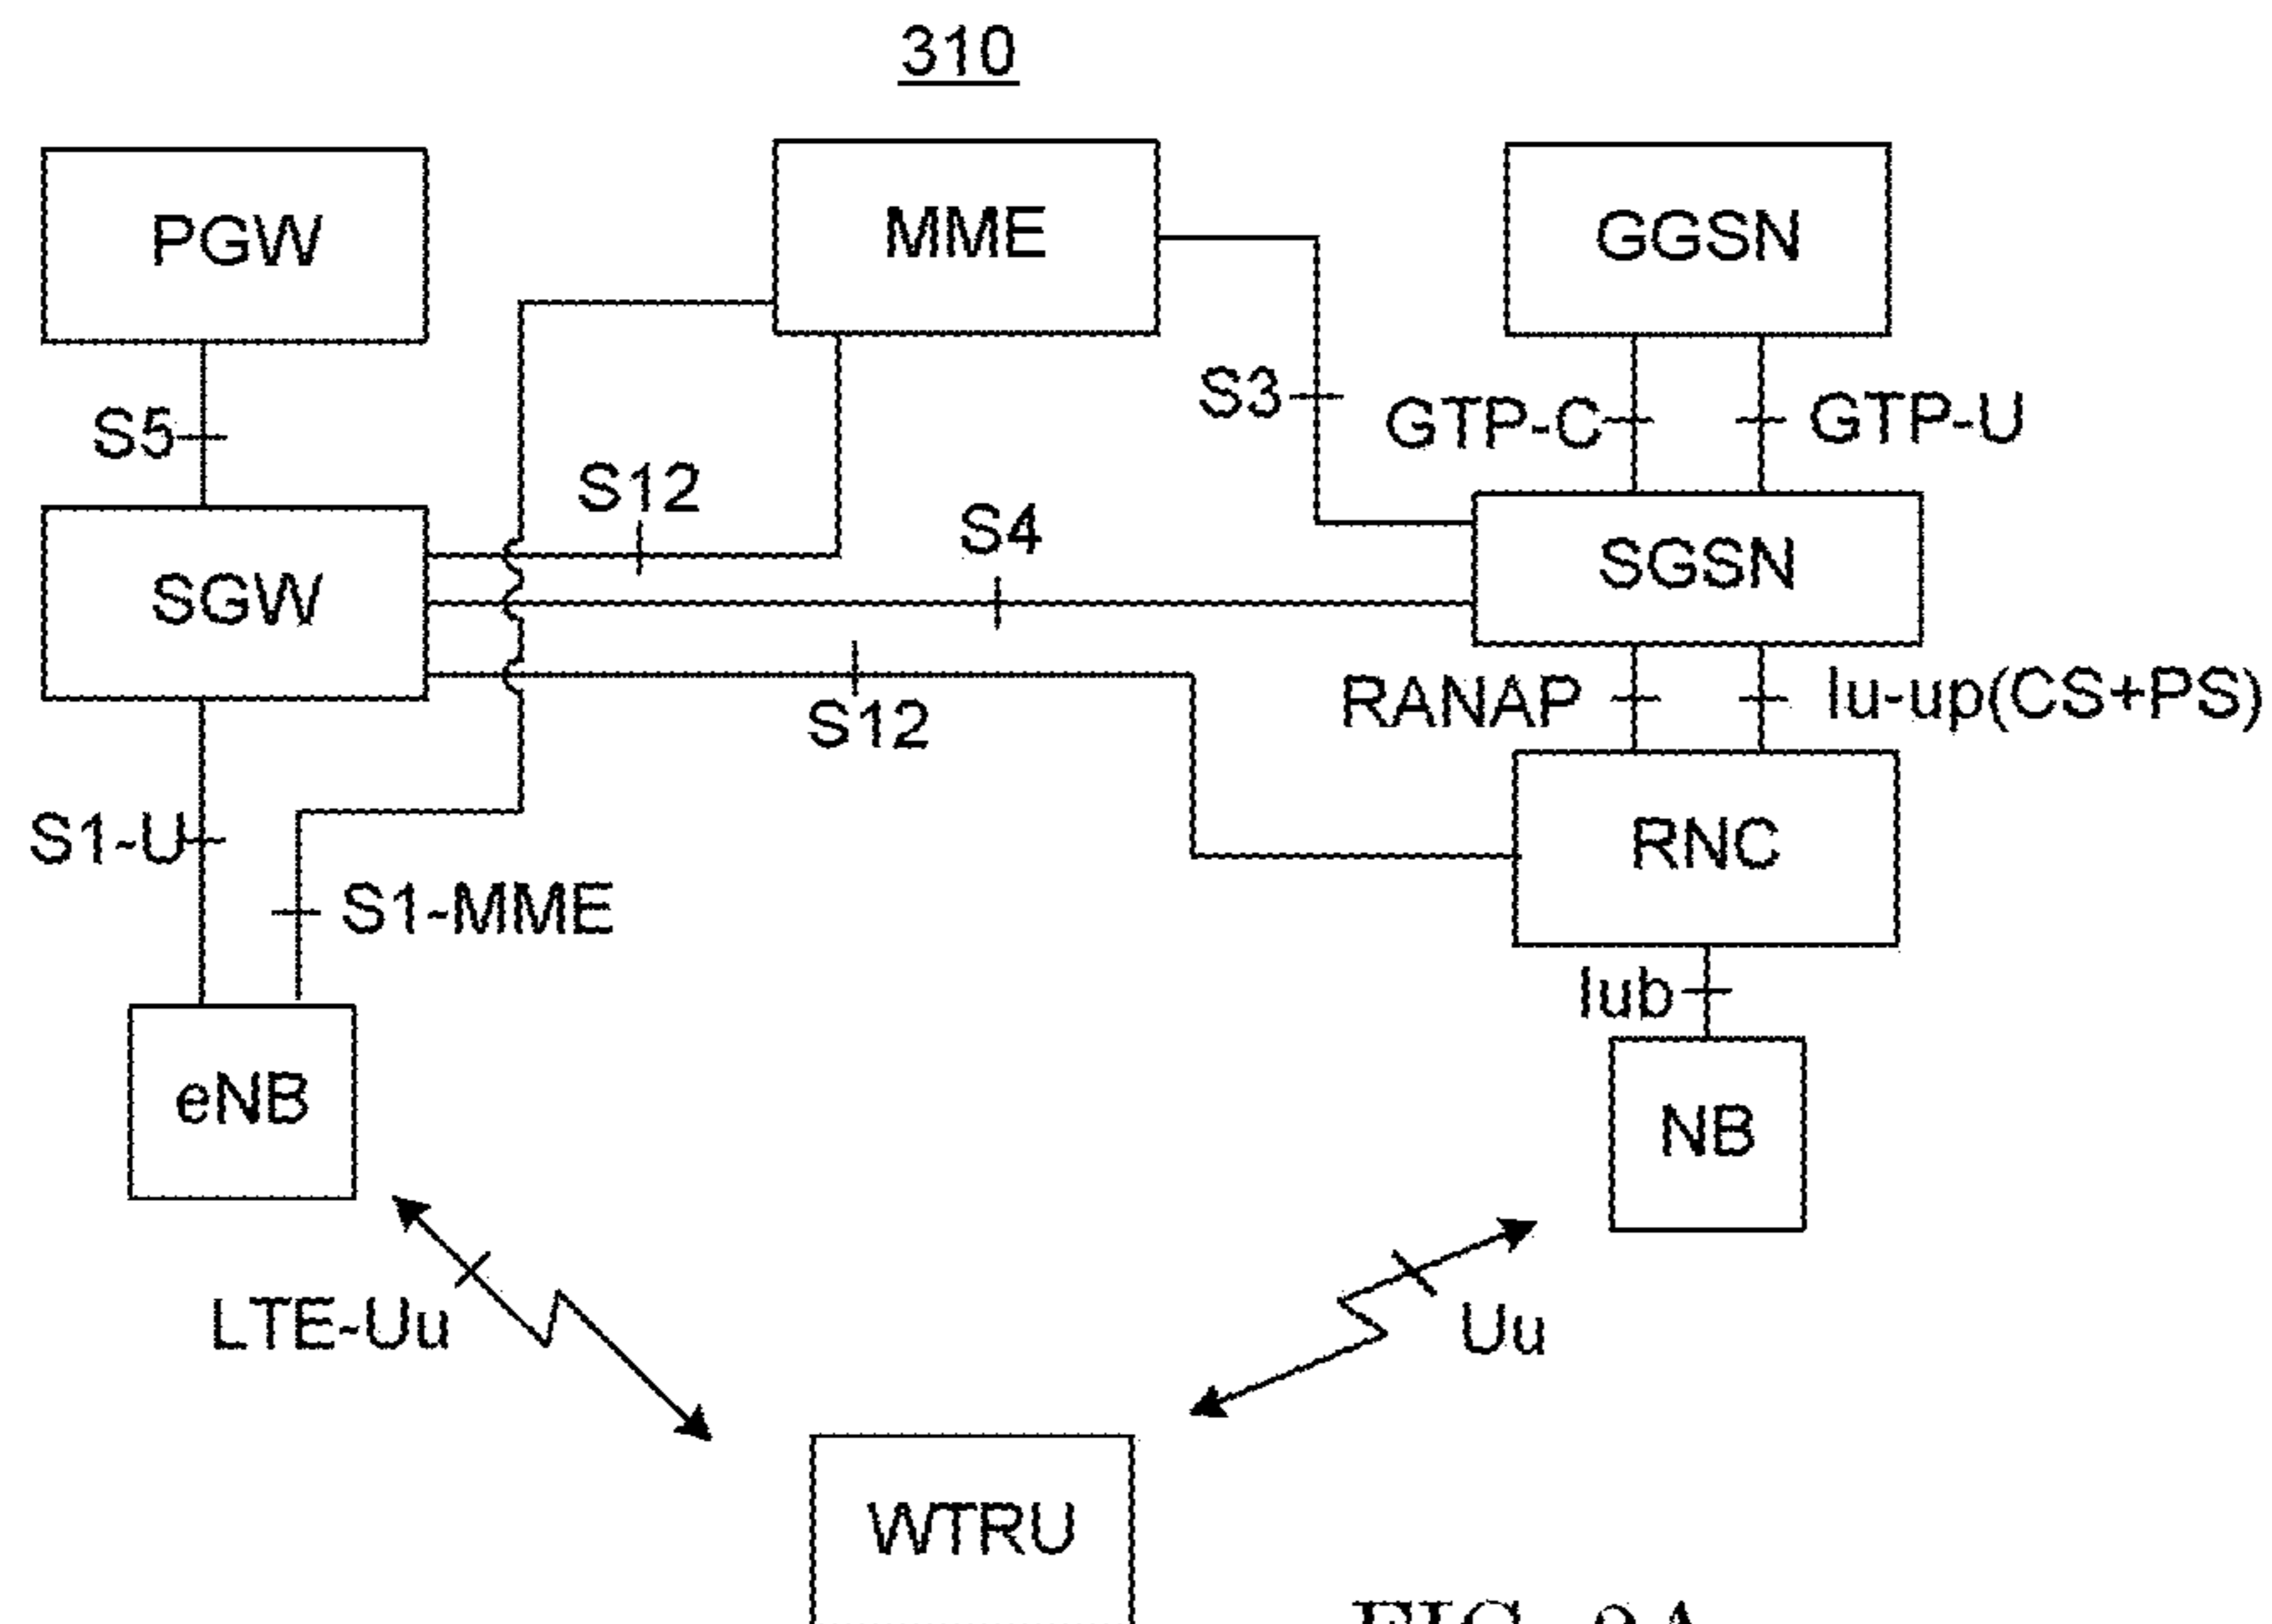 310
PGW
MME
GGSN
S5
S3
GTP-C
GTP-U
S12
S4
SGW
SGSN
S12
RANAP
Iu-up(CS+PS)
S1-U
RNC
S1-MME
Iub
eNB
NB
LTE-Uu
Uu
WTRU